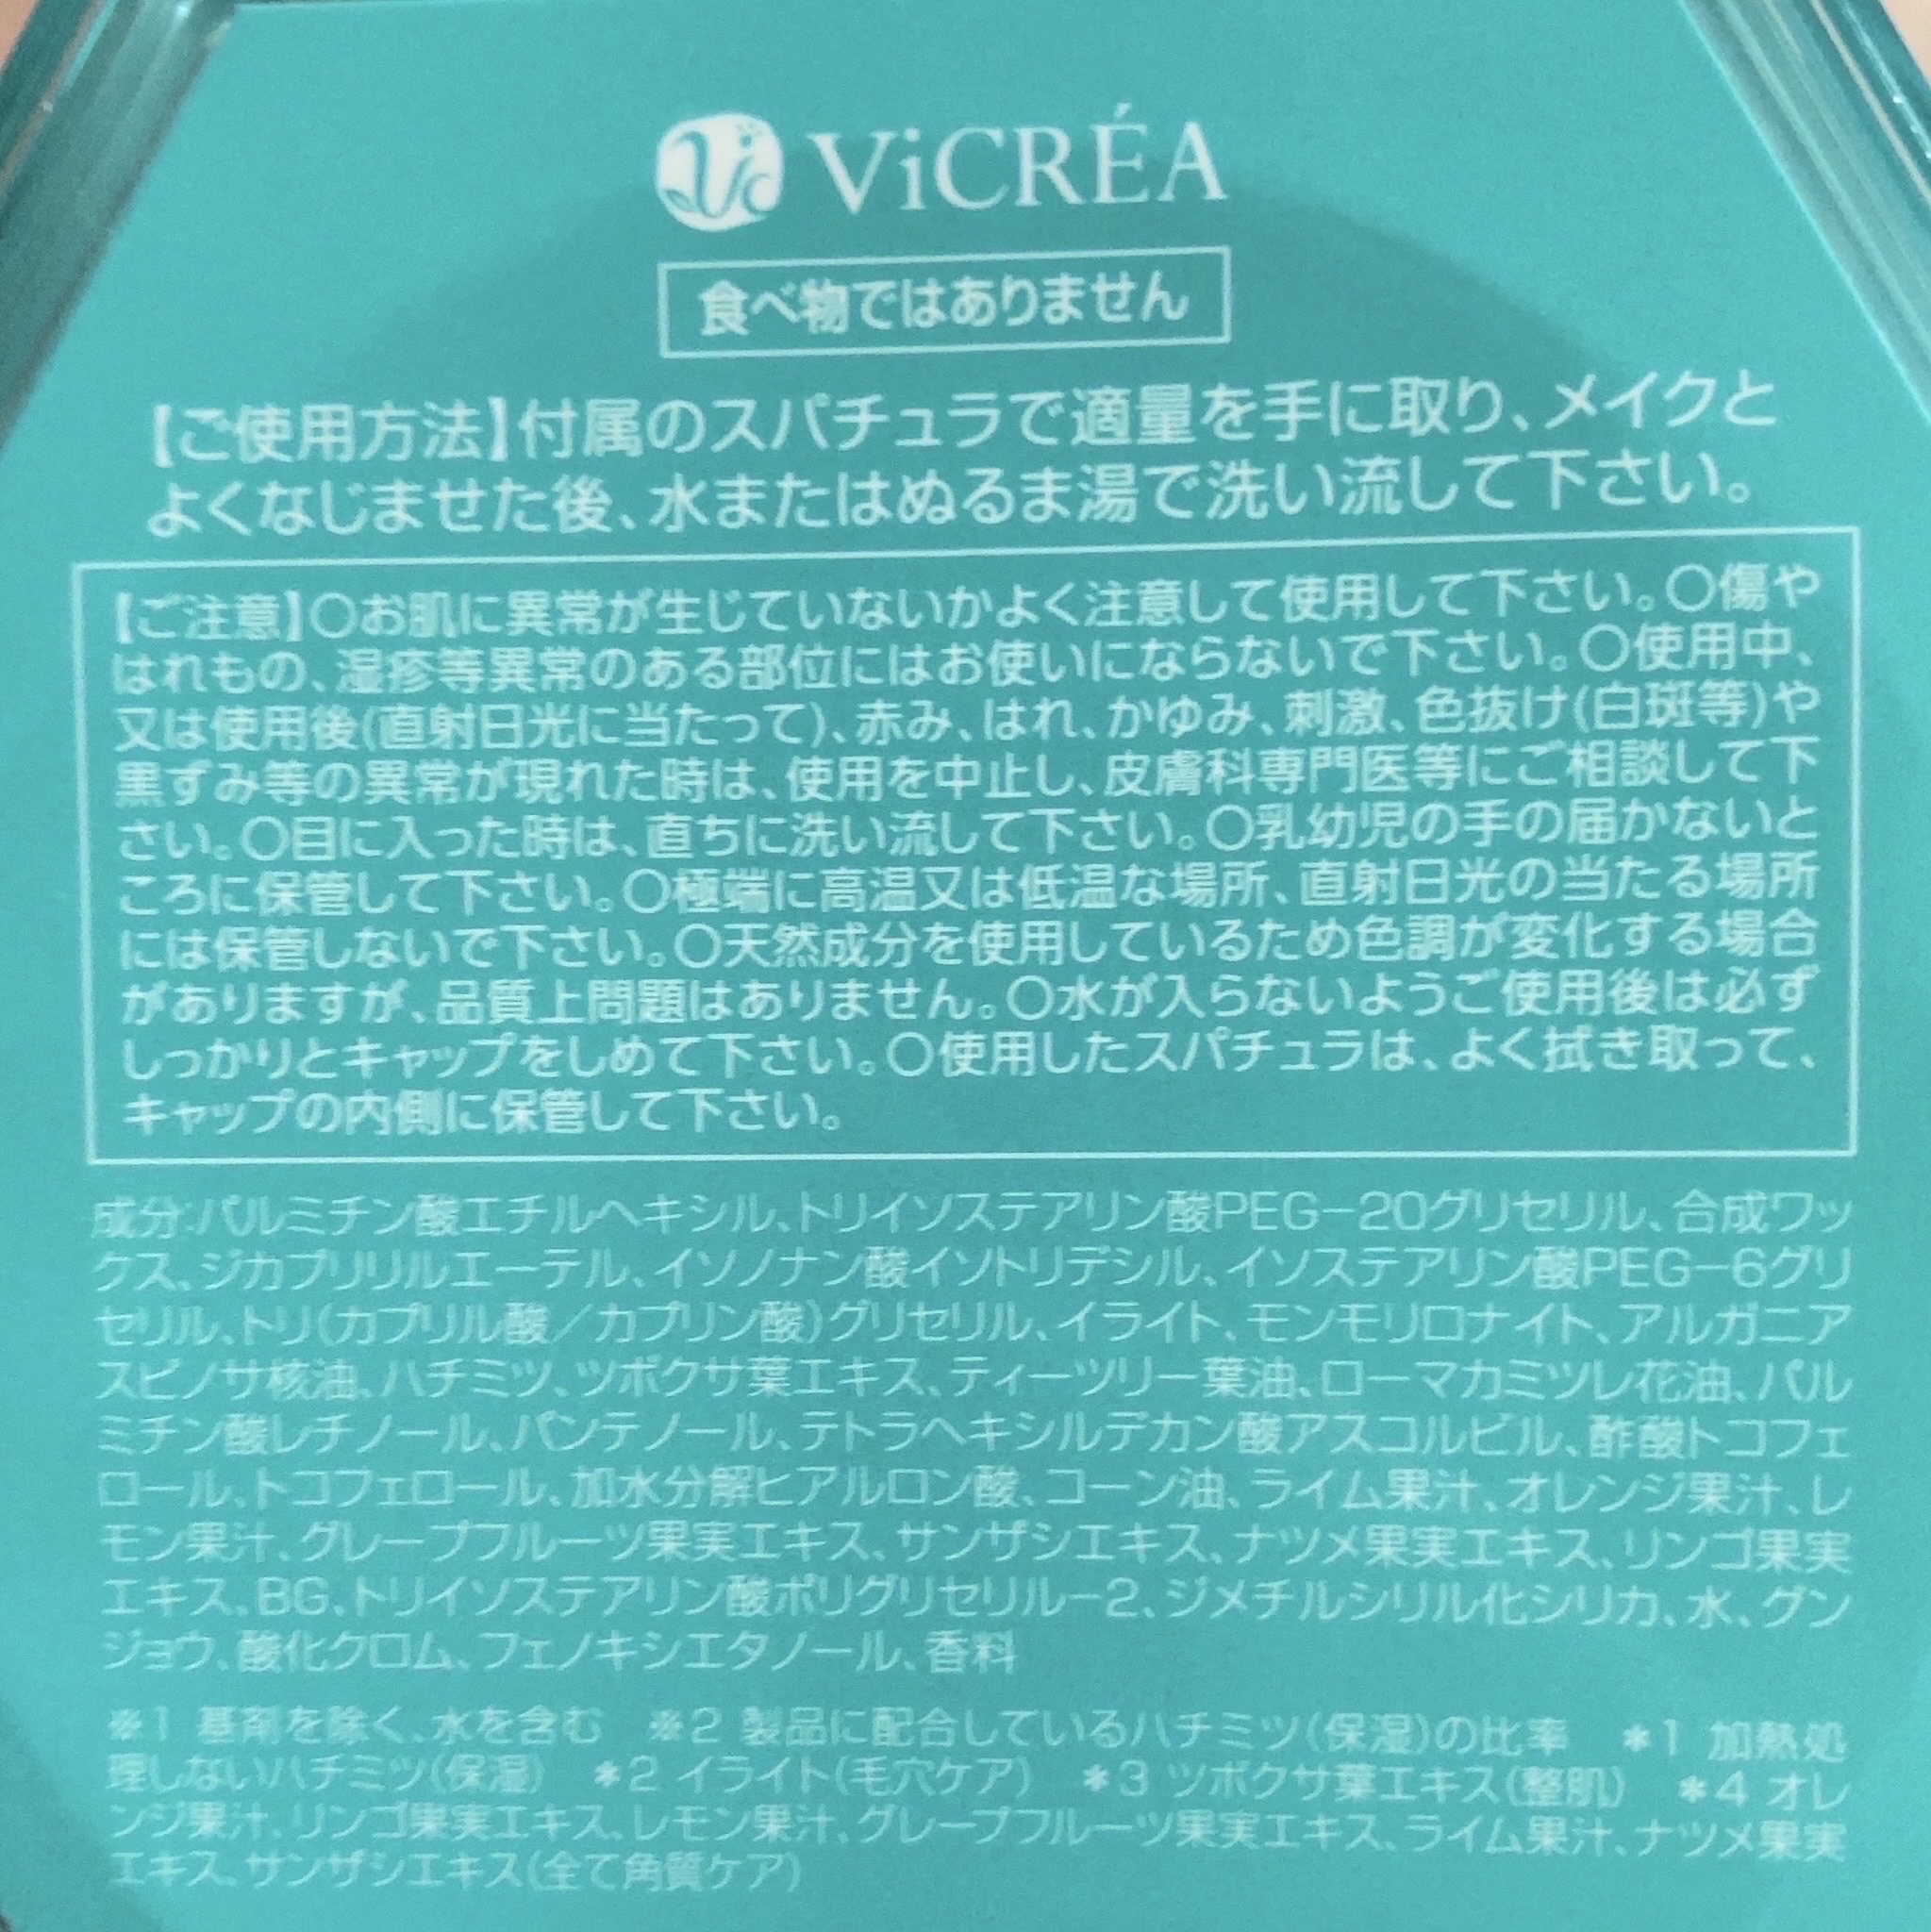 ViCRÉA
食べ物ではありません
【ご使用方法】付属のスパチュラで適量を手に取り、メイクと
よくなじませた後、水またはぬるま湯で洗い流して下さい。
【ご注意】〇お肌に異常が生じていないかよく注意して使用して下さい。〇傷や
はれもの、湿疹等異常のある部位にはお使いにならないで下さい。〇使用中、
又は使用後(直射日光に当たって)、赤み、はれ、かゆみ、刺激、色抜け(白斑等)や
黒ずみ等の異常が現れた時は、使用を中止し、皮膚科専門医等にご相談して下
さい。〇目に入った時は、直ちに洗い流して下さい。〇乳幼児の手の届かないと
ころに保管して下さい。〇極端に高温又は低温な場所、直射日光の当たる場所
には保管しないで下さい。〇天然成分を使用しているため色調が変化する場合
がありますが、品質上問題はありません。〇水が入らないようご使用後は必ず
しっかりとキャップをしめて下さい。〇使用したスパチュラは、よく拭き取って、
キャップの内側に保管して下さい。
成分:パルミチン酸エチルヘキシル、トリイソステアリン酸PEG-20グリセリル、合成ワッ
クス、ジカプリリルエーテル、イソノナン酸イソトリデシル、イソステアリン酸PEG-6グリ
セリル、トリ(カプリル酸/カプリン酸)グリセリル、イライト、モンモリロナイト、アルガニア
スピノサ核油、ハチミツ、ツボクサ葉エキス、ティーツリー葉油、ローマカミツレ花油、パル
ミチン酸レチノール、パンテノール、テトラヘキシルデカン酸アスコルビル、酢酸トコフェ
ロール、トコフェロール、加水分解ヒアルロン酸、コーン油、ライム果汁、オレンジ果汁、レ
モン果汁、グレープフルーツ果実エキス、サンザシエキス、ナツメ果実エキス、リンゴ果実
エキス、BG、トリイソステアリン酸ポリグリセリル-2、ジメチルシリル化シリカ、水、グン
ジョウ、酸化クロム、フェノキシエタノール、香料
※1 基剤を除く、水を含む ※2 製品に配合しているハチミツ(保湿)の比率 *1 加熱処
理しないハチミツ(保湿) *2 イライト(毛穴ケア) *3 ツボクサ葉エキス(整肌) *4 オレ
ンジ果汁、リンゴ果実エキス、レモン果汁、グレープフルーツ果実エキス、ライム果汁、ナツメ果実
エキス、サンザシエキス(全て角質ケア)